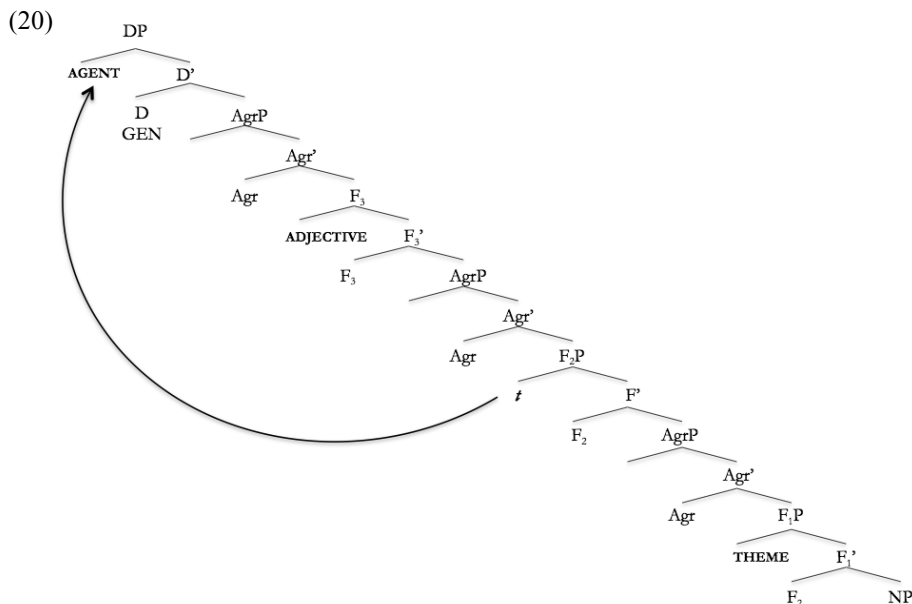 (20)
DP
AGENT D’
D AgrP
GEN
Agr’
Agr F₃
ADJECTIVE F₃’
F₃ AgrP
Agr’
Agr F₂P
t F’
F₂ AgrP
Agr’
Agr F₁P
THEME F₁’
F₂ NP